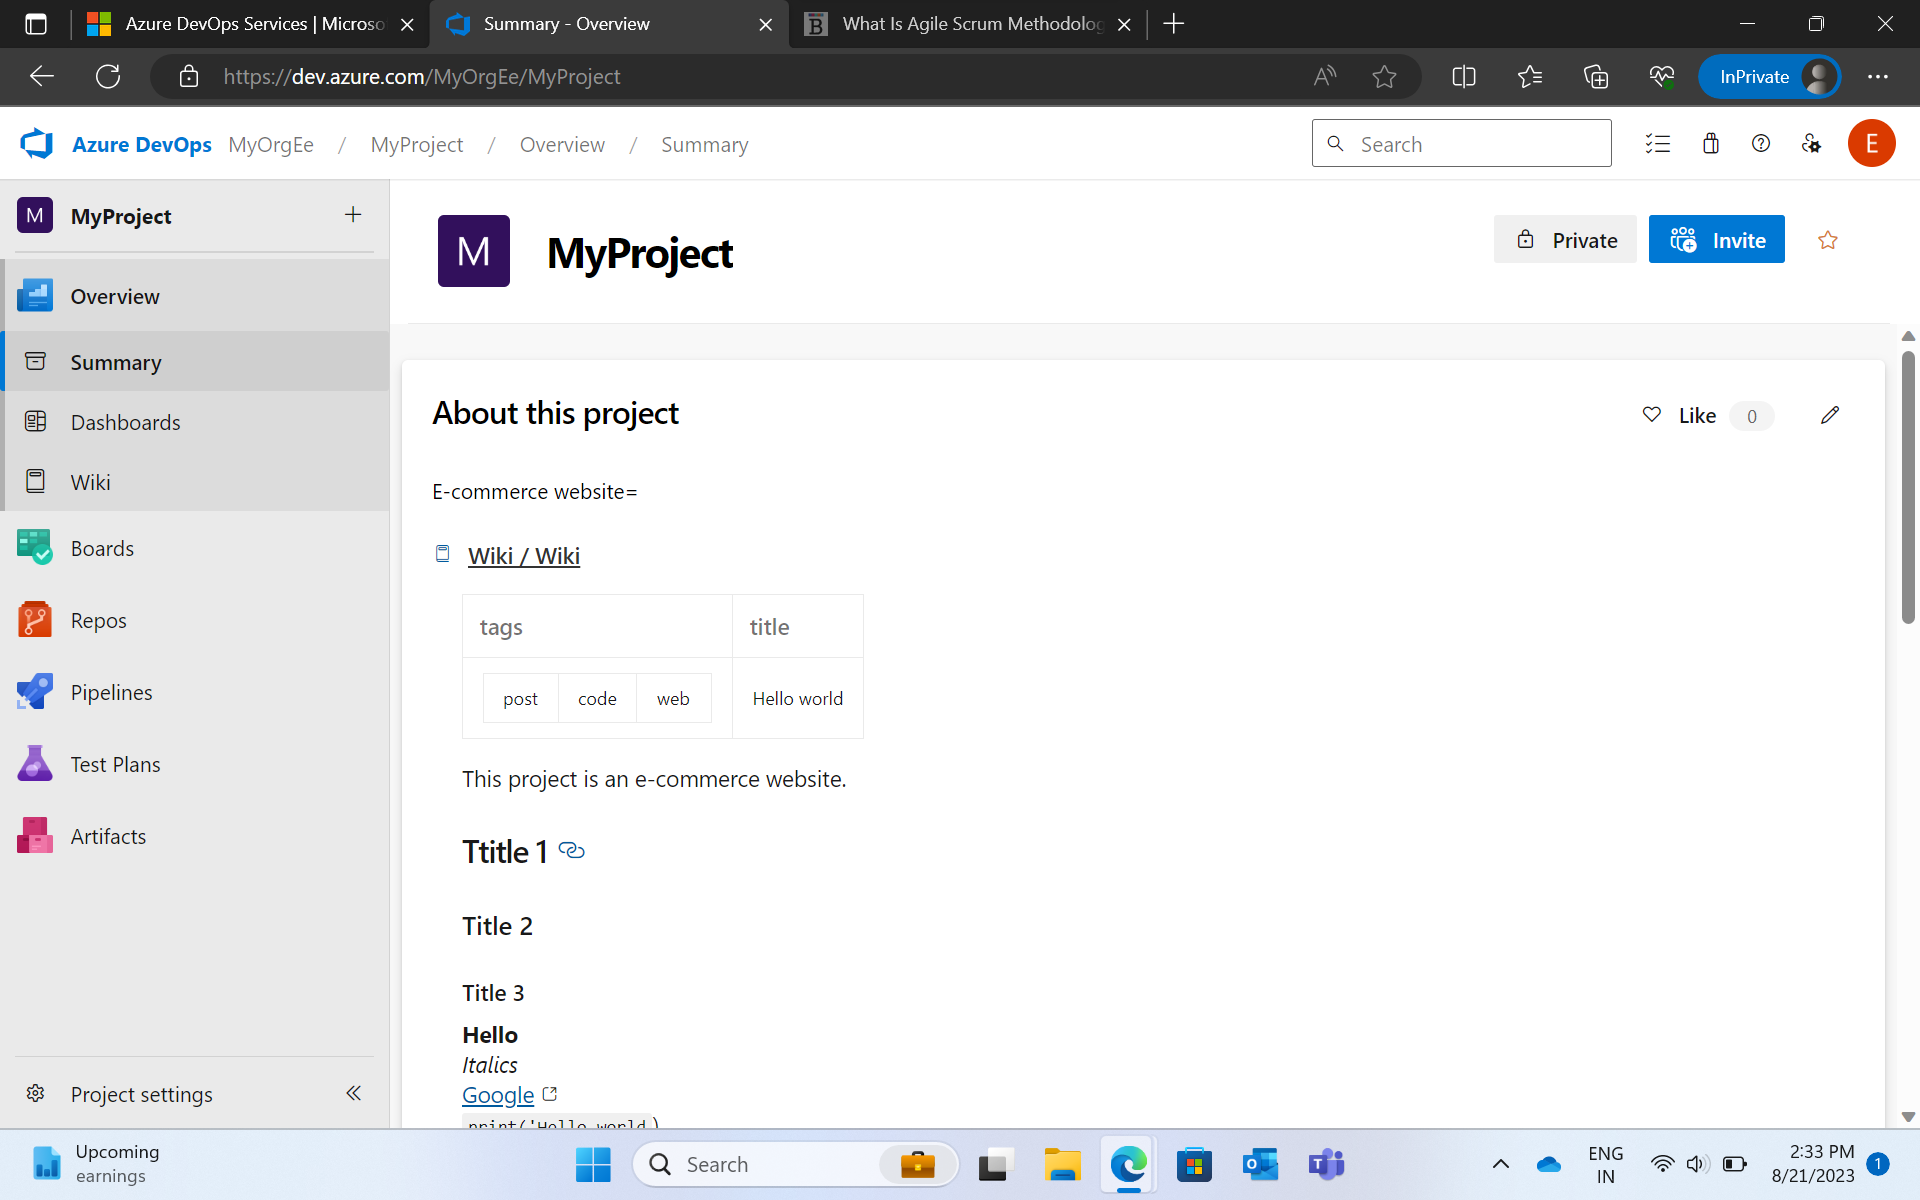 Azure DevOps Services | Microso
Summary - Overview
What Is Agile Scrum Methodolog
https://dev.azure.com/MyOrgEe/MyProject
InPrivate
Azure DevOps MyOrgEe / MyProject / Overview / Summary
Search
E
M MyProject
Overview
Summary
Dashboards
Wiki
Boards
Repos
Pipelines
Test Plans
Artifacts
Project settings
M MyProject
Private
Invite
About this project
Like 0
E-commerce website=
Wiki / Wiki
tags title
post code web Hello world
This project is an e-commerce website.
Ttitle 1
Title 2
Title 3
Hello
Italics
Google
print('Hello world )
Upcoming
earnings
Search
ENG
IN
2:33 PM
8/21/2023
1